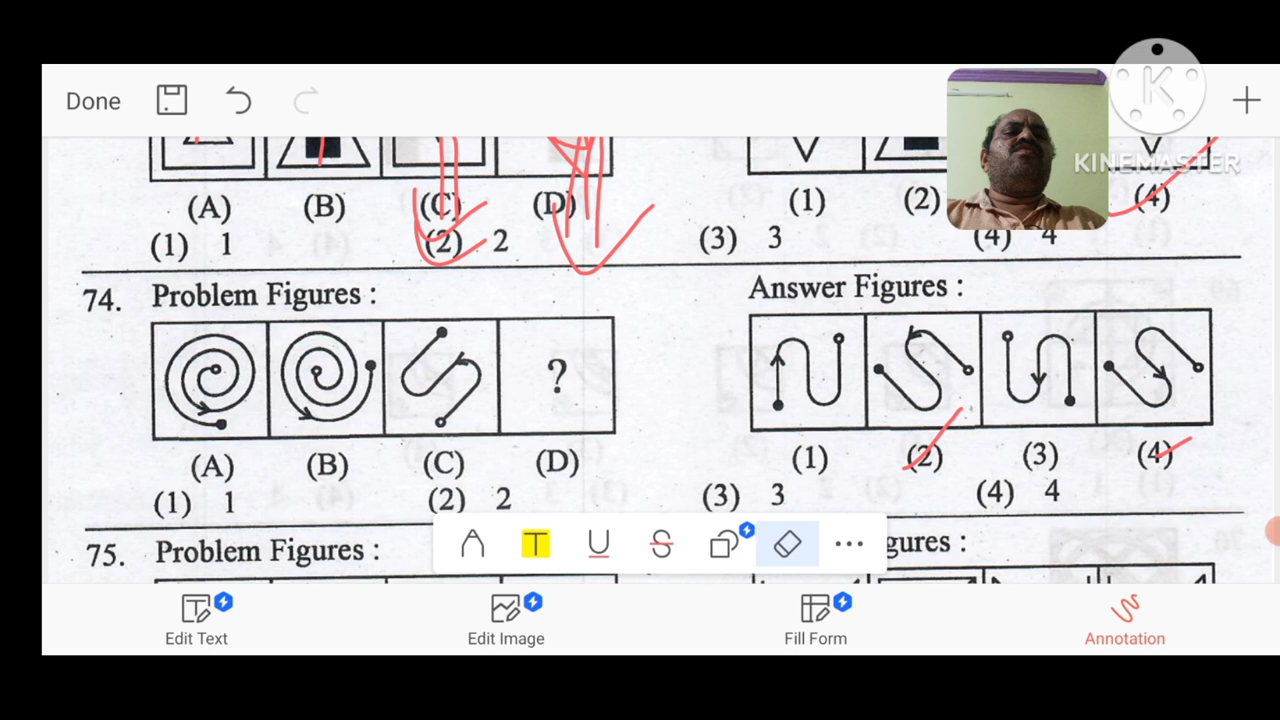 Done
K
KINEMASTER
(A) (B) (C) (D) (1) (2) (4)
(1) 1 (2) 2 (3) 3 (4) 4
74. Problem Figures : Answer Figures :
?
(A) (B) (C) (D) (1) (2) (3) (4)
(1) 1 (2) 2 (3) 3 (4) 4
75. Problem Figures : gures :
T U S
Edit Text Edit Image Fill Form Annotation